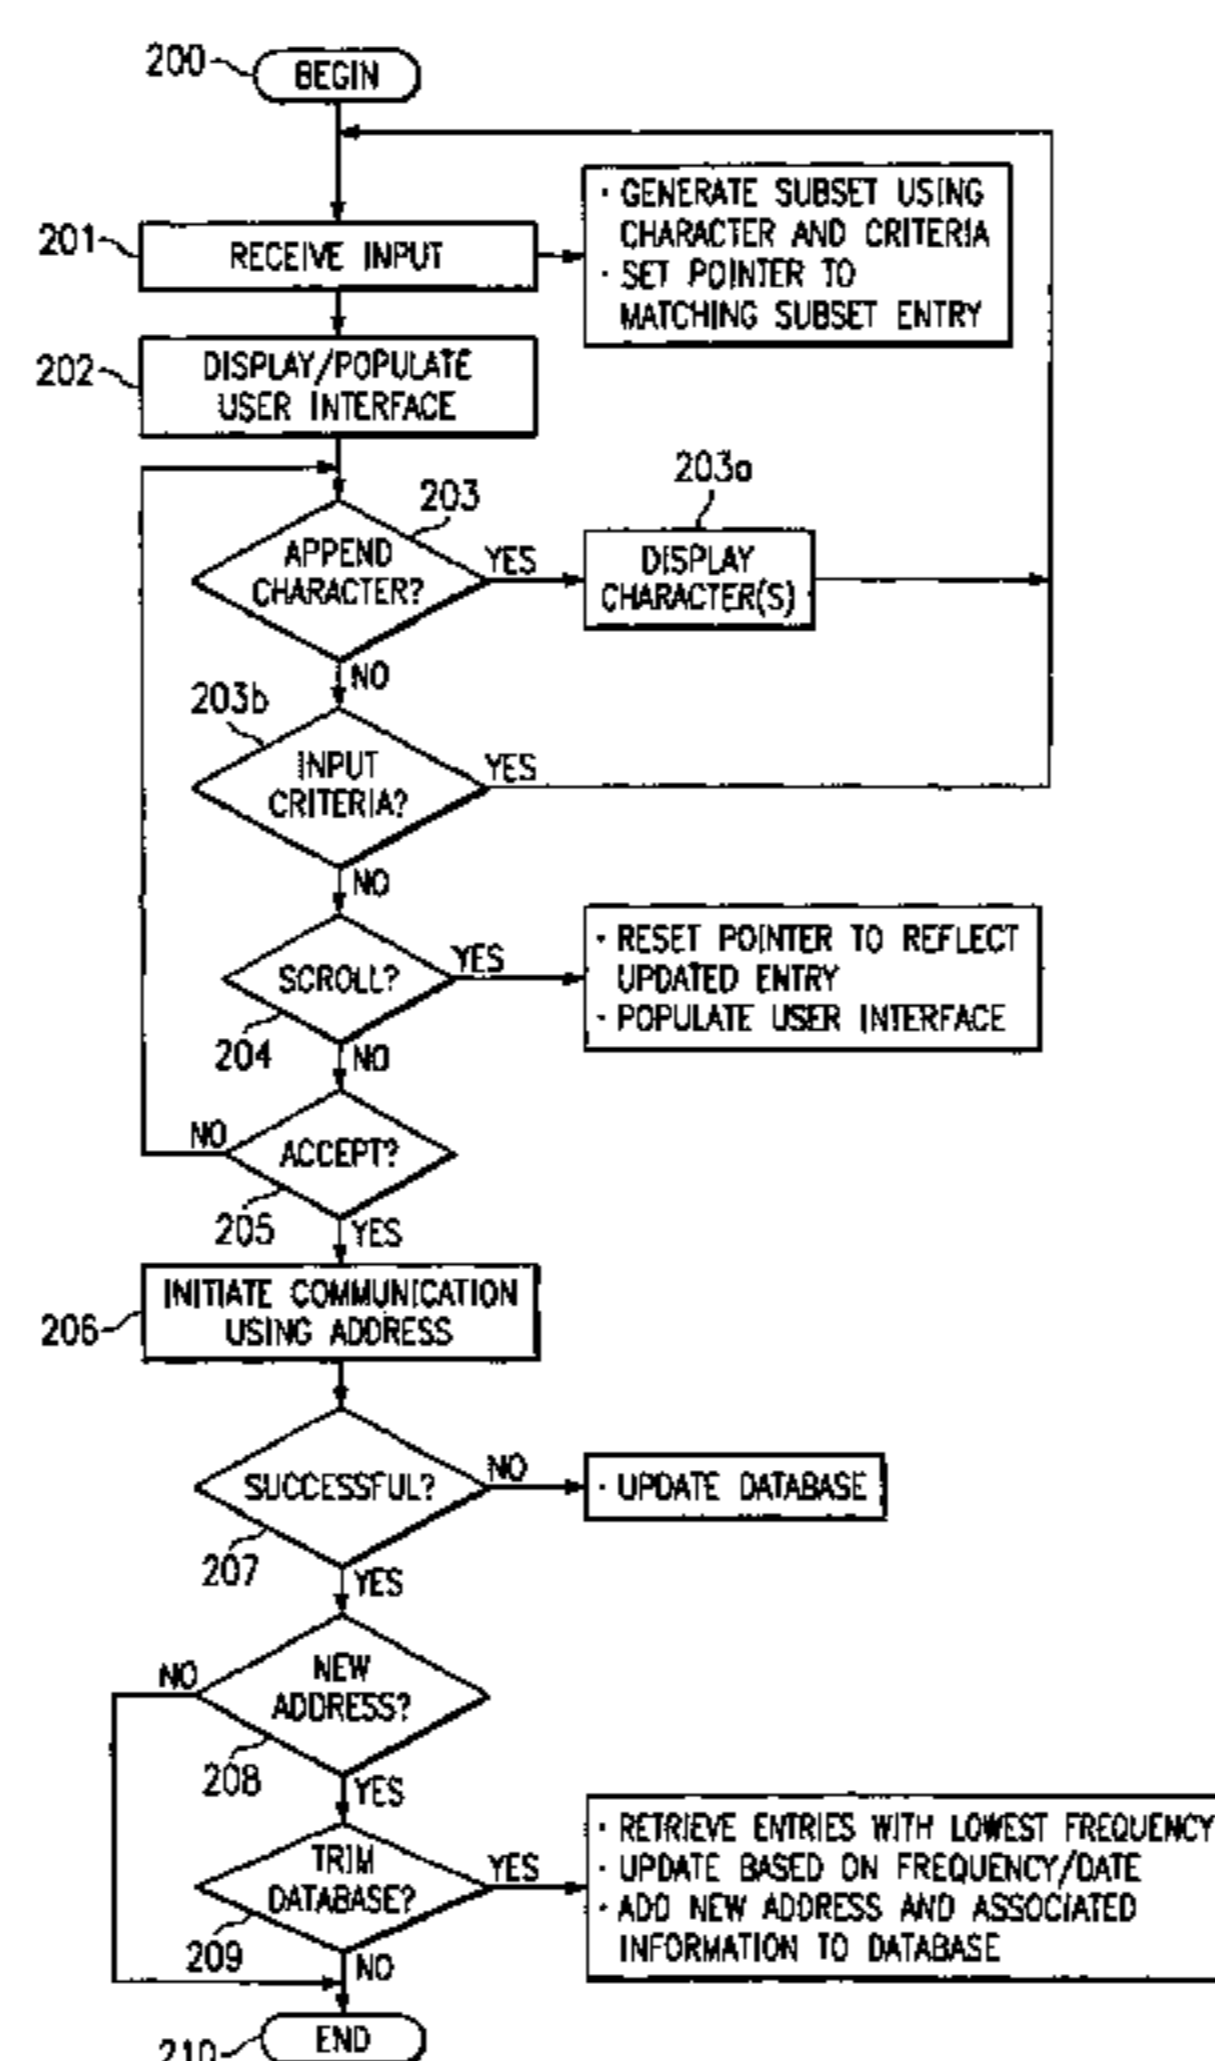 200
BEGIN
201
RECEIVE INPUT
· GENERATE SUBSET USING
CHARACTER AND CRITERIA
· SET POINTER TO
MATCHING SUBSET ENTRY
202
DISPLAY/POPULATE
USER INTERFACE
203
APPEND
CHARACTER?
YES
203a
DISPLAY
CHARACTER(S)
NO
203b
INPUT
CRITERIA?
YES
NO
SCROLL?
YES
204
· RESET POINTER TO REFLECT
UPDATED ENTRY
· POPULATE USER INTERFACE
NO
NO
ACCEPT?
205
YES
206
INITIATE COMMUNICATION
USING ADDRESS
SUCCESSFUL?
NO
· UPDATE DATABASE
207
YES
NO
NEW
ADDRESS?
208
YES
TRIM
DATABASE?
YES
209
· RETRIEVE ENTRIES WITH LOWEST FREQUENCY
· UPDATE BASED ON FREQUENCY/DATE
· ADD NEW ADDRESS AND ASSOCIATED
INFORMATION TO DATABASE
NO
END
210